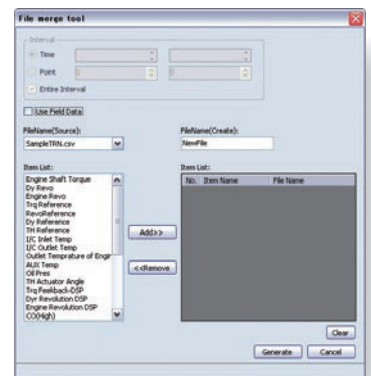 File merge tool
Interval
Time
Point 0 0
Entire Interval
Use Field Data
FileName(Source): FileName(Create):
SampleTRN.csv NewFile
Item List: Item List:
Engine Shaft Torque No. Item Name File Name
Dy Revo
Engine Revo
Trq Reference
RevoReference
Dy Reference
TH Reference
I/C Inlet Temp
I/C Outlet Temp
Outlet Temprature of Engir
AUX Temp
Oil Pres
TH Actuator Angle
Trq Feekback-DSP
Dyr Revolution DSP
Engine Revolution DSP
CO(High)
Add>>
<<Remove
Clear
Generate Cancel